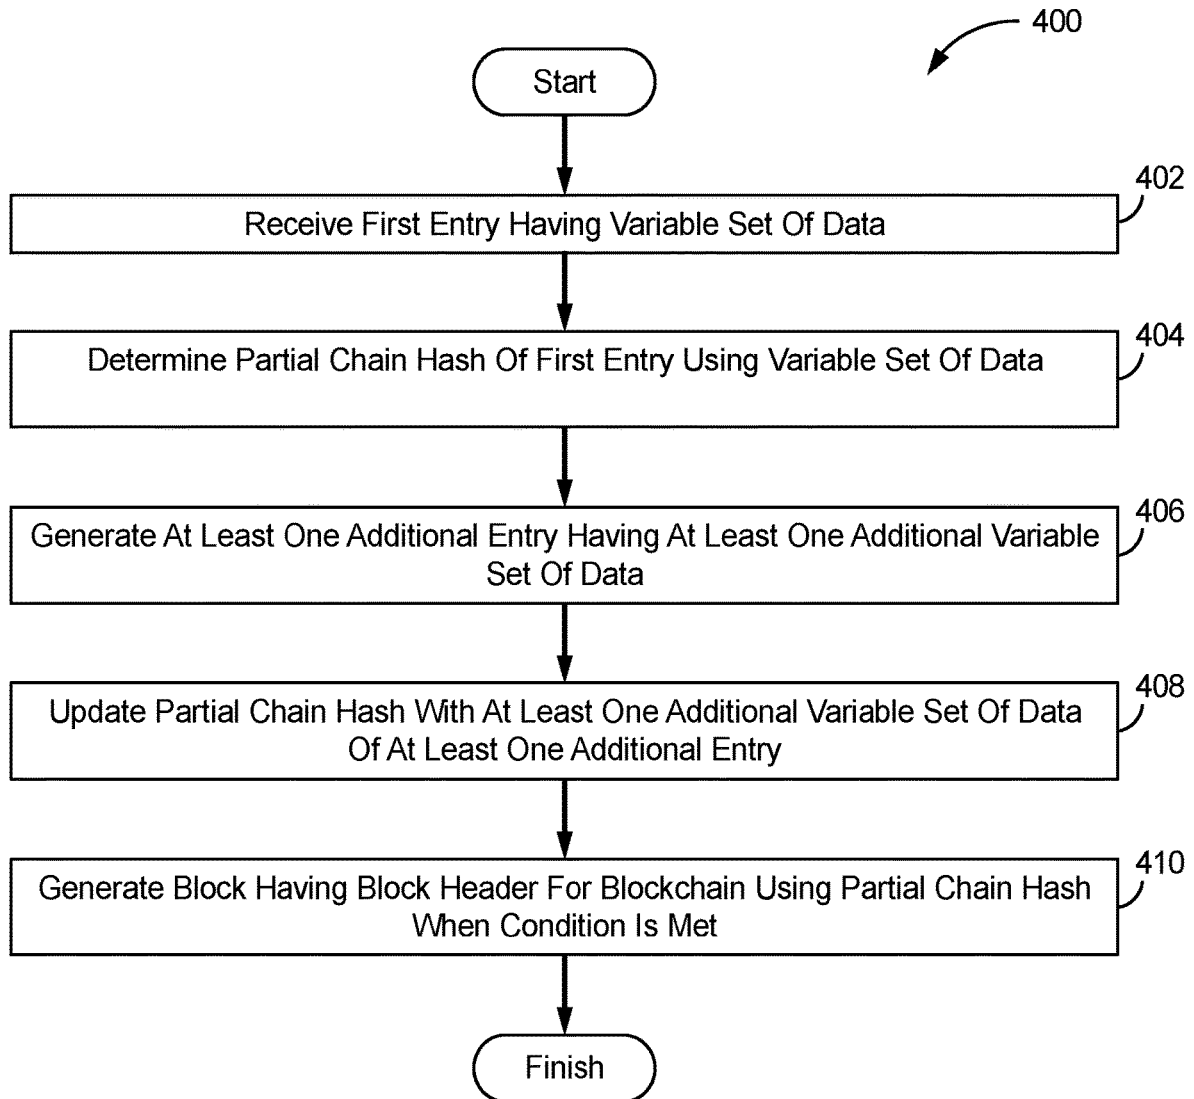 400
Start
402
Receive First Entry Having Variable Set Of Data
404
Determine Partial Chain Hash Of First Entry Using Variable Set Of Data
406
Generate At Least One Additional Entry Having At Least One Additional Variable
Set Of Data
408
Update Partial Chain Hash With At Least One Additional Variable Set Of Data
Of At Least One Additional Entry
410
Generate Block Having Block Header For Blockchain Using Partial Chain Hash
When Condition Is Met
Finish